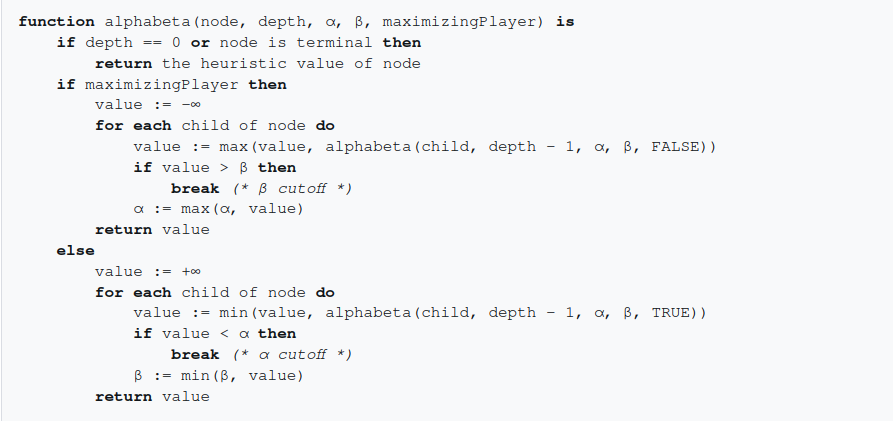 function alphabeta(node, depth, α, β, maximizingPlayer) is
    if depth == 0 or node is terminal then
        return the heuristic value of node
    if maximizingPlayer then
        value := −∞
        for each child of node do
            value := max(value, alphabeta(child, depth − 1, α, β, FALSE))
            if value > β then
                break (* β cutoff *)
            α := max(α, value)
        return value
    else
        value := +∞
        for each child of node do
            value := min(value, alphabeta(child, depth − 1, α, β, TRUE))
            if value < α then
                break (* α cutoff *)
            β := min(β, value)
        return value